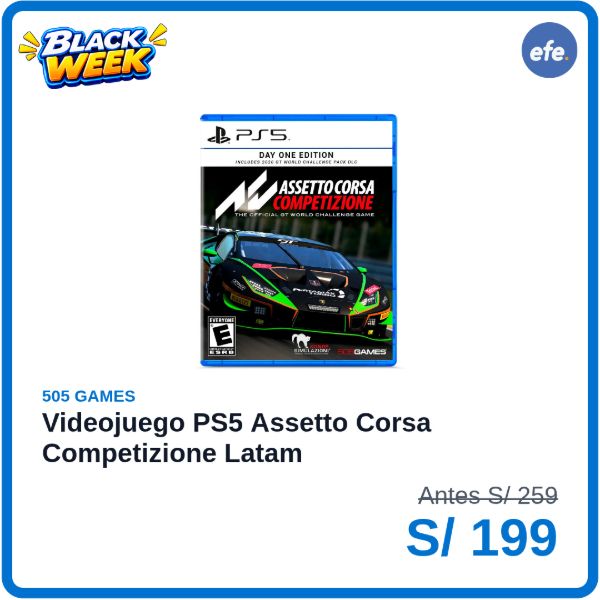 BLACK
WEEK
efe.
PS5
DAY ONE EDITION
ASSETTO CORSA
COMPETIZIONE
THE OFFICIAL GT WORLD CHALLENGE GAME
EVERYONE
E
ESRB
505 GAMES
505 GAMES
Videojuego PS5 Assetto Corsa
Competizione Latam
Antes S/ 259
S/ 199